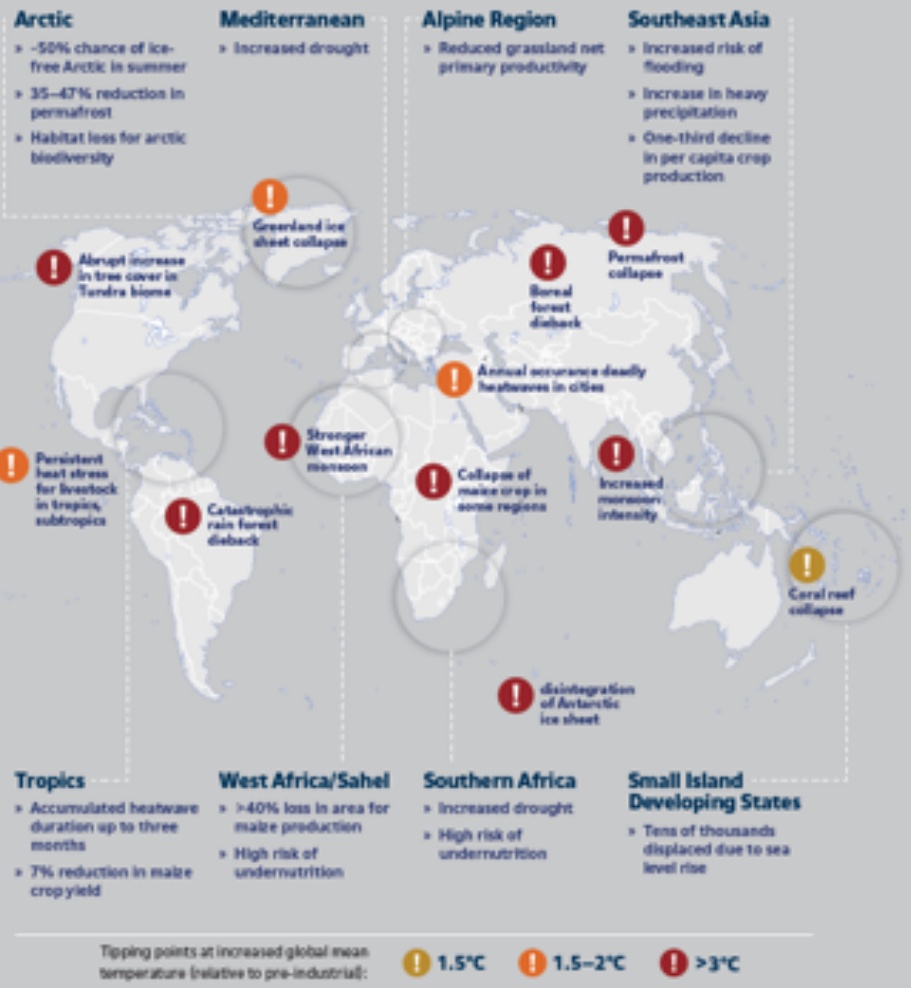 Arctic
» ~50% chance of ice-
free Arctic in summer
» 35–47% reduction in
permafrost
» Habitat loss for arctic
biodiversity
Mediterranean
» Increased drought
Alpine Region
» Reduced grassland net
primary productivity
Southeast Asia
» Increased risk of
flooding
» Increase in heavy
precipitation
» One-third decline
in per capita crop
production
Greenland ice
sheet collapse
Abrupt increase
in tree cover in
Tundra biome
Permafrost
collapse
Boreal
forest
dieback
Annual occurance deadly
heatwaves in cities
Stronger
West African
monsoon
Persistent
heat stress
for livestock
in tropics,
subtropics
Collapse of
maize crop in
some regions
Increased
monsoon
intensity
Catastrophic
rain forest
dieback
Coral reef
collapse
disintegration
of Antarctic
ice sheet
Tropics
» Accumulated heatwave
duration up to three
months
» 7% reduction in maize
crop yield
West Africa/Sahel
» >40% loss in area for
maize production
» High risk of
undernutrition
Southern Africa
» Increased drought
» High risk of
undernutrition
Small Island
Developing States
» Tens of thousands
displaced due to sea
level rise
Tipping points at increased global mean
temperature (relative to pre-industrial):
! 1.5°C
! 1.5–2°C
! >3°C